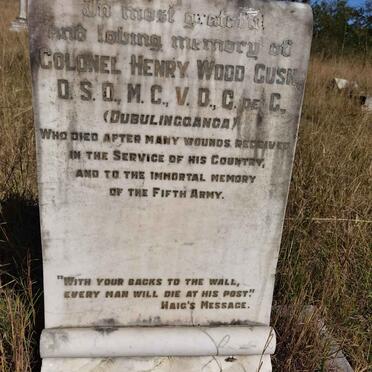 In most grateful
and loving memory of
Colonel Henry Wood Cusk
D. S. O., M. C., V. D., C. de C.,
(Dubulinganga)
Who died after many wounds received
in the Service of his Country,
and to the immortal memory
of the Fifth Army.
"With your backs to the wall,
every man will die at his post."
Haig's Message.